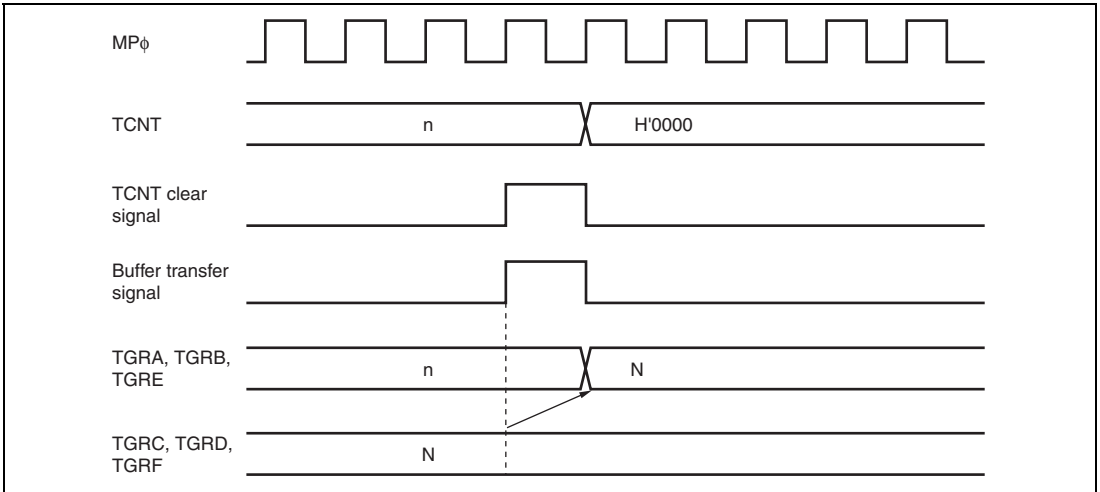 MPϕ
TCNT
n
H'0000
TCNT clear
signal
Buffer transfer
signal
TGRA, TGRB,
TGRE
n
N
TGRC, TGRD,
TGRF
N